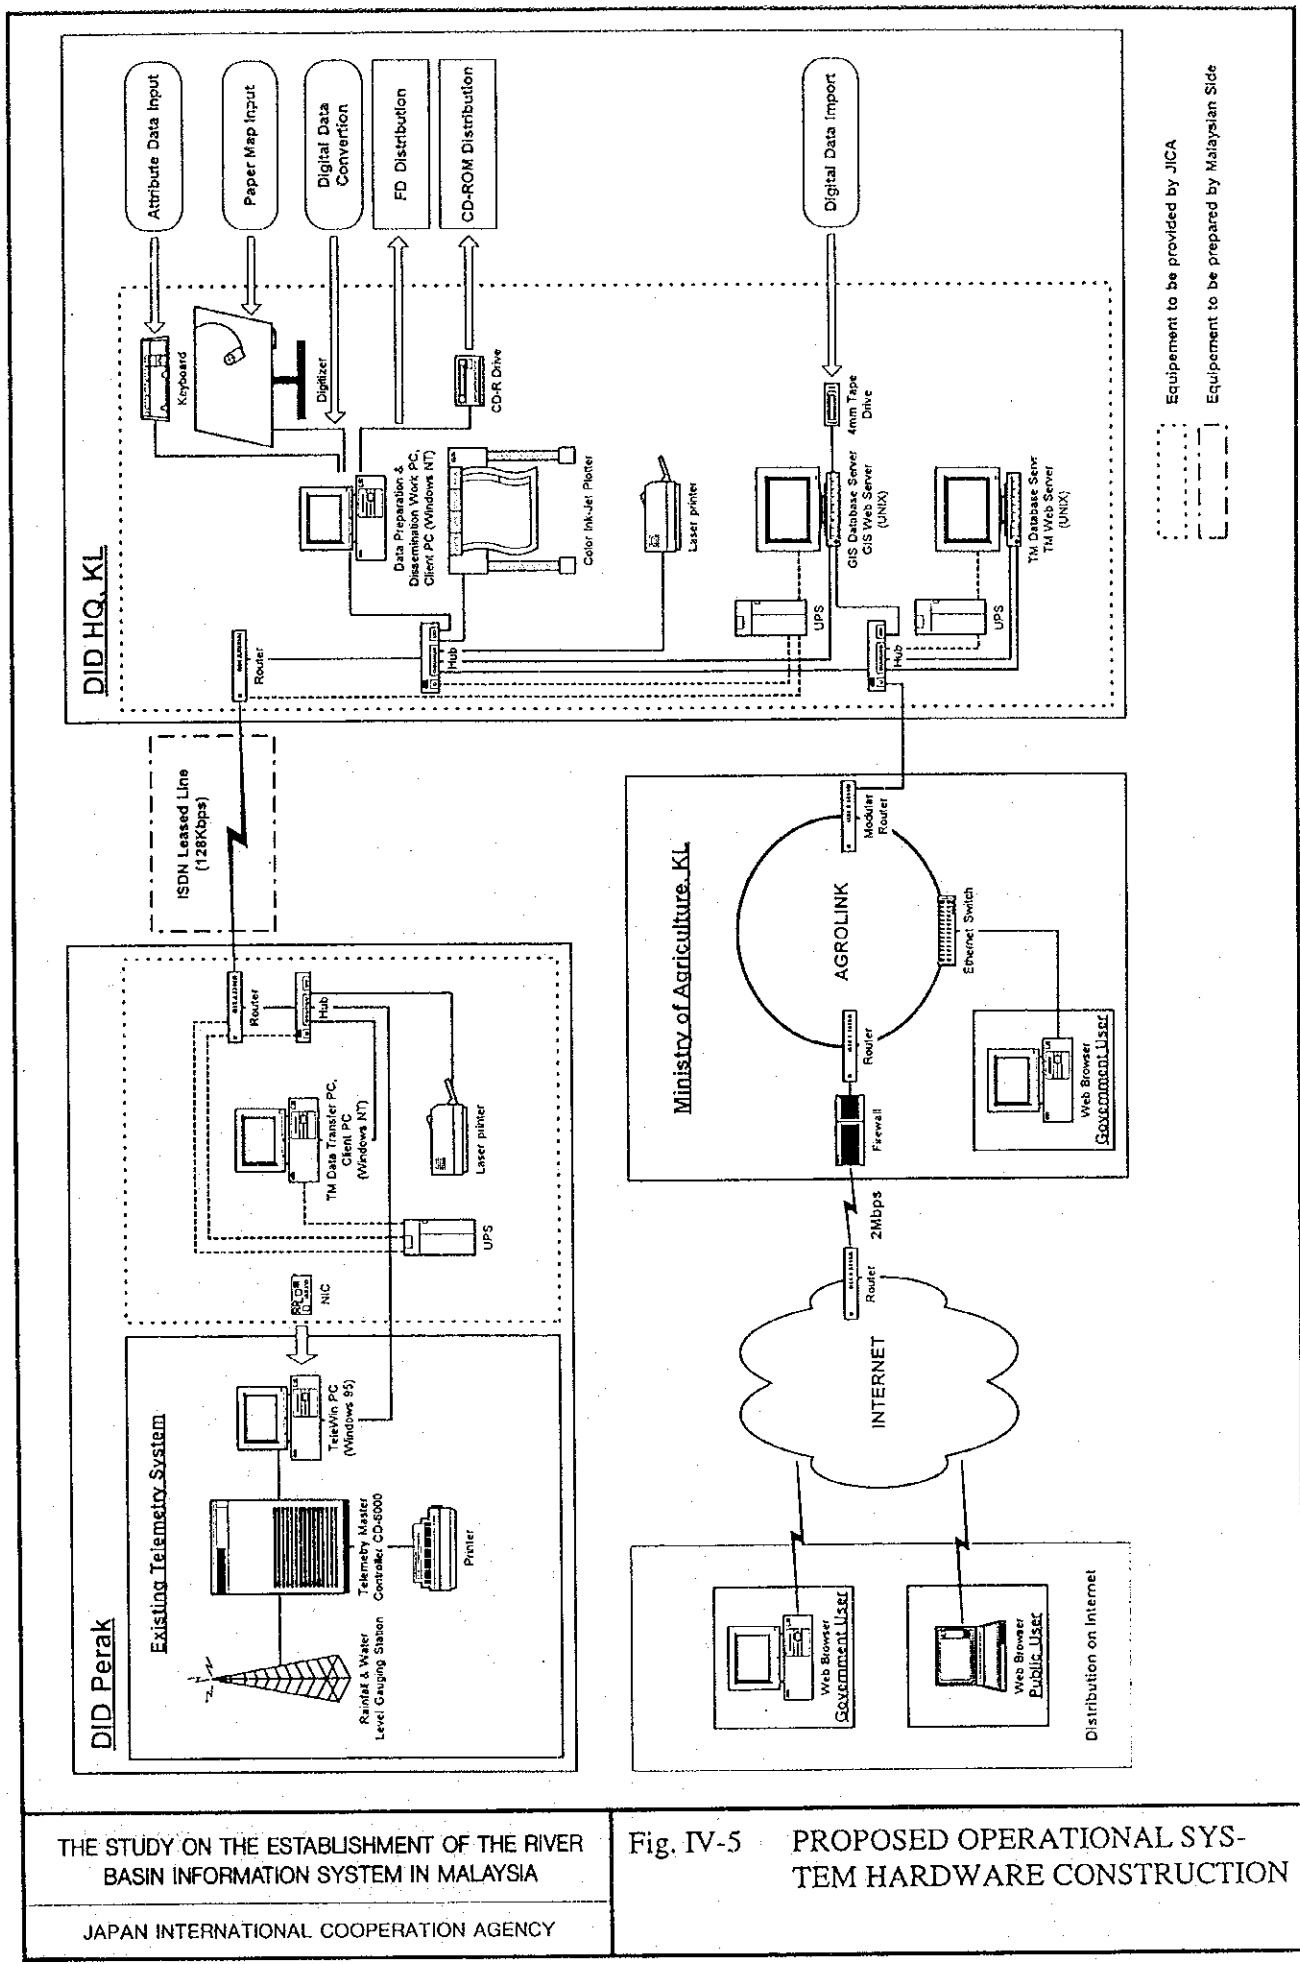 DID HQ, KL
Attribute Data Input
Paper Map Input
Digital Data
Convertion
FD Distribution
CD-ROM Distribution
Digital Data Import
Keyboard
Digitizer
CD-R Drive
4mm Tape
Drive
Data Preparation &
Dissemination Work PC,
Client PC (Windows NT)
Color Ink-Jet Plotter
Laser printer
GIS Database Server
GIS Web Server
(UNIX)
TM Database Server
TM Web Server
(UNIX)
UPS
UPS
Router
Hub
Hub
Equipement to be provided by JICA
Equipement to be prepared by Malaysian Side
ISDN Leased Line
(128Kbps)
DID Perak
Existing Telemetry System
Rainfall & Water
Level Gauging Station
Telemetry Master
Controller CD-6000
Printer
TeleWin PC
(Windows 95)
NIC
UPS
TM Data Transfer PC,
Client PC
(Windows NT)
Laser printer
Router
Hub
Ministry of Agriculture, KL
AGROLINK
Modular
Router
Ethernet Switch
Router
Firewall
Web Browser
Government User
2Mbps
Router
INTERNET
Web Browser
Government User
Web Browser
Public User
Distribution on Internet
THE STUDY ON THE ESTABLISHMENT OF THE RIVER
BASIN INFORMATION SYSTEM IN MALAYSIA
JAPAN INTERNATIONAL COOPERATION AGENCY
Fig. IV-5 PROPOSED OPERATIONAL SYS-
TEM HARDWARE CONSTRUCTION